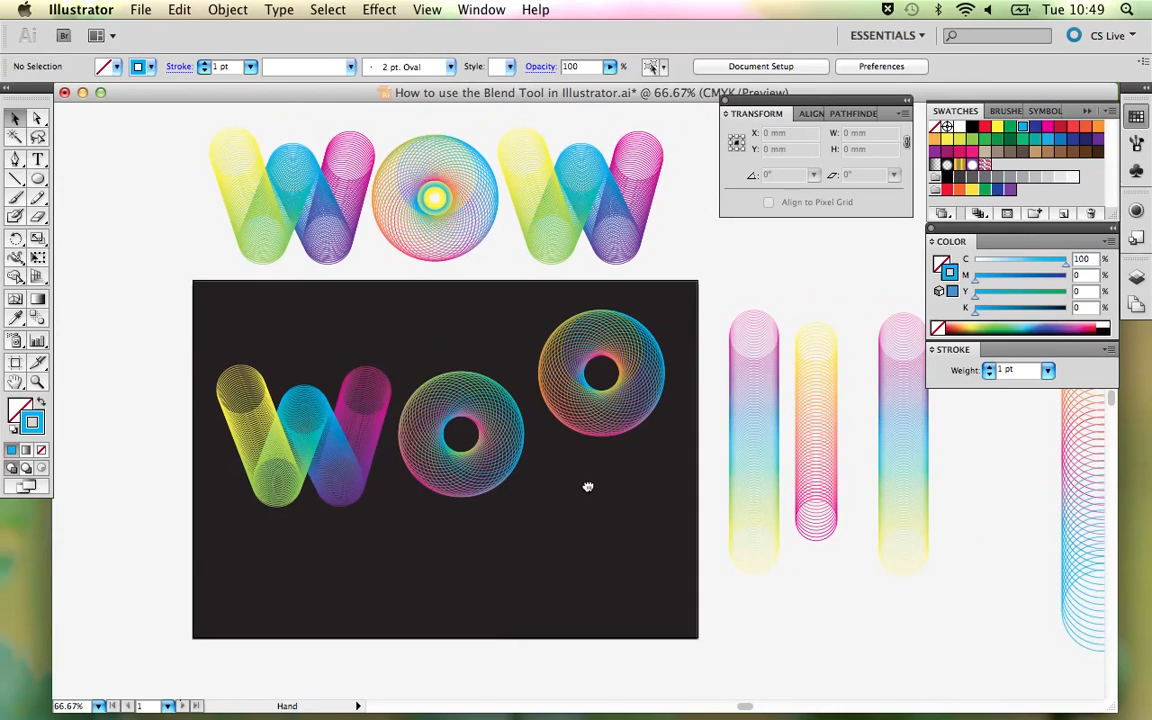 Illustrator File Edit Object Type Select Effect View Window Help Tue 10:49
Ai Br ESSENTIALS CS Live
No Selection Stroke: 1 pt 2 pt. Oval Style: Opacity: 100 % Document Setup Preferences
How to use the Blend Tool in Illustrator.ai* @ 66.67% (CMYK/Preview)
TRANSFORM ALIGN PATHFINDE
X: 0 mm W: 0 mm
Y: 0 mm H: 0 mm
0° 0°
Align to Pixel Grid
SWATCHES BRUSHE SYMBOL
COLOR
C 100 %
M 0 %
Y 0 %
K 0 %
STROKE
Weight: 1 pt
WOW
WO
66.67% 1 Hand